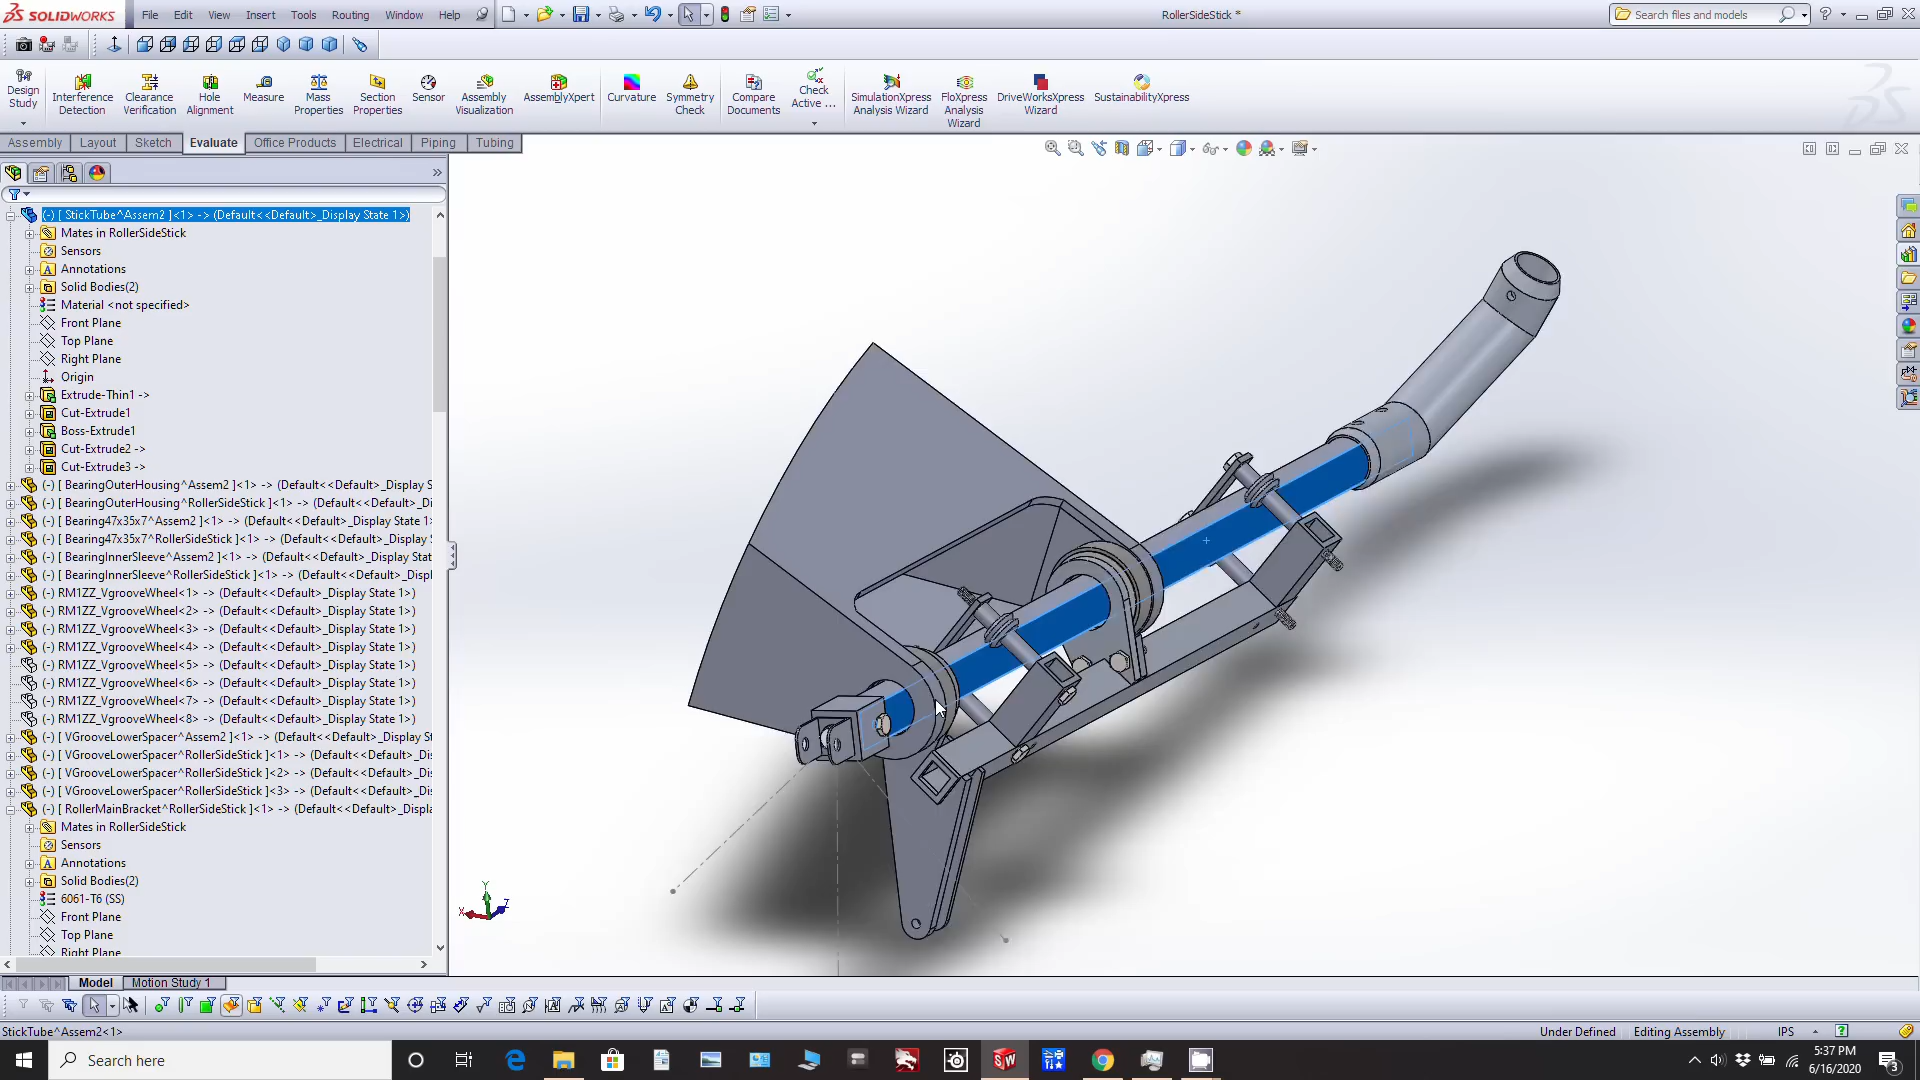 SOLIDWORKS
File Edit View Insert Tools Routing Window Help
RollerSideStick *
Search files and models
Design Study
Interference Detection
Clearance Verification
Hole Alignment
Measure
Mass Properties
Section Properties
Sensor
Assembly Visualization
AssemblyXpert
Curvature
Symmetry Check
Compare Documents
Check Active ...
SimulationXpress Analysis Wizard
FloXpress Analysis Wizard
DriveWorksXpress Wizard
SustainabilityXpress
Assembly Layout Sketch Evaluate Office Products Electrical Piping Tubing
(-) [ StickTube^Assem2 ]<1> -> (Default<<Default>_Display State 1>)
Mates in RollerSideStick
Sensors
Annotations
Solid Bodies(2)
Material <not specified>
Front Plane
Top Plane
Right Plane
Origin
Extrude-Thin1 ->
Cut-Extrude1
Boss-Extrude1
Cut-Extrude2 ->
Cut-Extrude3 ->
(-) [ BearingOuterHousing^Assem2 ]<1> -> (Default<<Default>_Display S
(-) [ BearingOuterHousing^RollerSideStick ]<1> -> (Default<<Default>_Di
(-) [ Bearing47x35x7^Assem2 ]<1> -> (Default<<Default>_Display State 1>
(-) [ Bearing47x35x7^RollerSideStick ]<1> -> (Default<<Default>_Display
(-) [ BearingInnerSleeve^Assem2 ]<1> -> (Default<<Default>_Display Stat
(-) [ BearingInnerSleeve^RollerSideStick ]<1> -> (Default<<Default>_Displ
(-) RM1ZZ_VgrooveWheel<1> -> (Default<<Default>_Display State 1>)
(-) RM1ZZ_VgrooveWheel<2> -> (Default<<Default>_Display State 1>)
(-) RM1ZZ_VgrooveWheel<3> -> (Default<<Default>_Display State 1>)
(-) RM1ZZ_VgrooveWheel<4> -> (Default<<Default>_Display State 1>)
(-) RM1ZZ_VgrooveWheel<5> -> (Default<<Default>_Display State 1>)
(-) RM1ZZ_VgrooveWheel<6> -> (Default<<Default>_Display State 1>)
(-) RM1ZZ_VgrooveWheel<7> -> (Default<<Default>_Display State 1>)
(-) RM1ZZ_VgrooveWheel<8> -> (Default<<Default>_Display State 1>)
(-) [ VGrooveLowerSpacer^Assem2 ]<1> -> (Default<<Default>_Display St
(-) [ VGrooveLowerSpacer^RollerSideStick ]<1> -> (Default<<Default>_Dis
(-) [ VGrooveLowerSpacer^RollerSideStick ]<2> -> (Default<<Default>_Dis
(-) [ VGrooveLowerSpacer^RollerSideStick ]<3> -> (Default<<Default>_Dis
(-) [ RollerMainBracket^RollerSideStick ]<1> -> (Default<<Default>_Displa
Mates in RollerSideStick
Sensors
Annotations
Solid Bodies(2)
6061-T6 (SS)
Front Plane
Top Plane
Right Plane
Y
X
Z
Model Motion Study 1
StickTube^Assem2<1>
Under Defined Editing Assembly IPS
Search here
SW
5:37 PM
6/16/2020
3